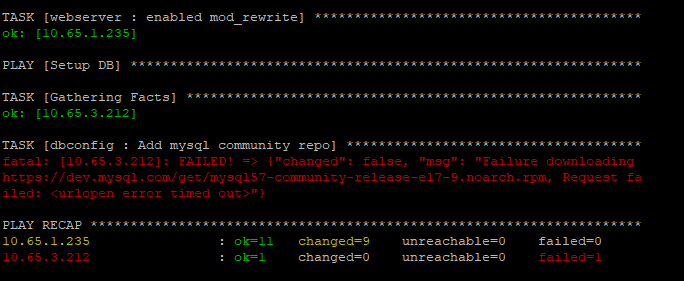 TASK [webserver : enabled mod_rewrite] *****************************************
ok: [10.65.1.235]
PLAY [Setup DB] ****************************************************************
TASK [Gathering Facts] *********************************************************
ok: [10.65.3.212]
TASK [dbconfig : Add mysql community repo] *************************************
fatal: [10.65.3.212]: FAILED! => {"changed": false, "msg": "Failure downloading
https://dev.mysql.com/get/mysql57-community-release-el7-9.noarch.rpm, Request fa
iled: <urlopen error timed out>"}
PLAY RECAP *********************************************************************
10.65.1.235 : ok=11 changed=9 unreachable=0 failed=0
10.65.3.212 : ok=1 changed=0 unreachable=0 failed=1